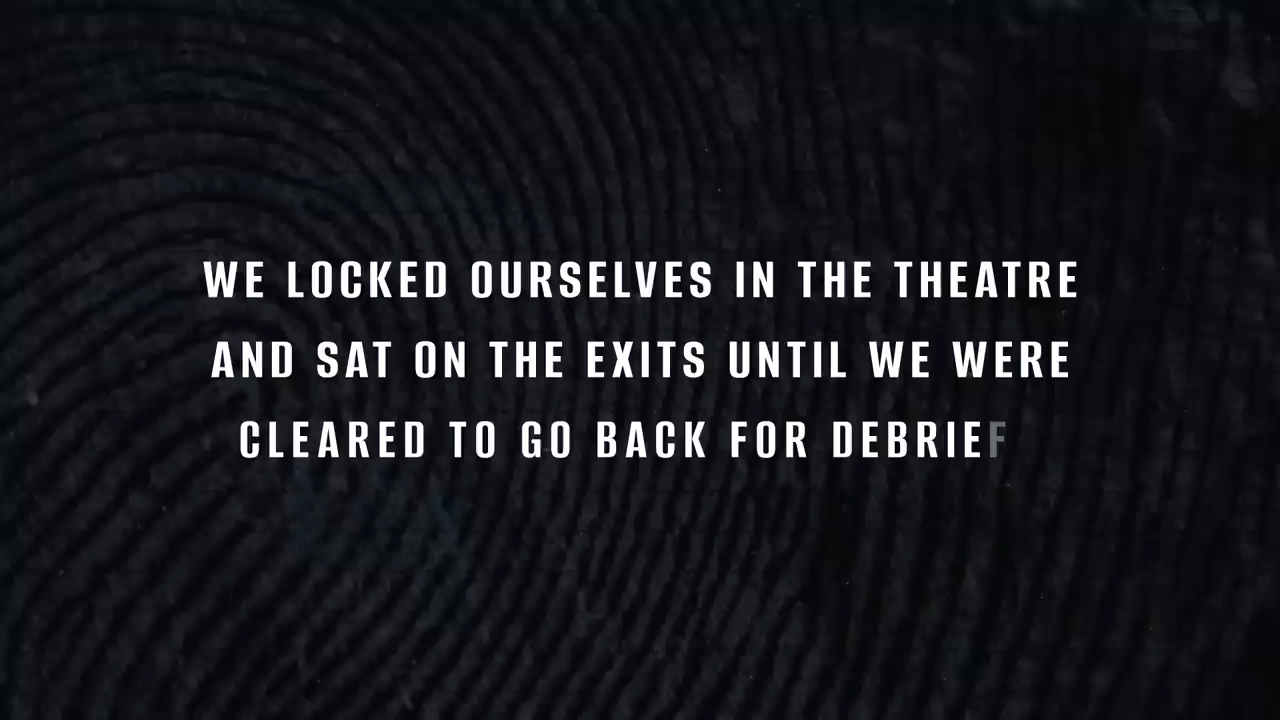 WE LOCKED OURSELVES IN THE THEATRE
AND SAT ON THE EXITS UNTIL WE WERE
CLEARED TO GO BACK FOR DEBRIEF